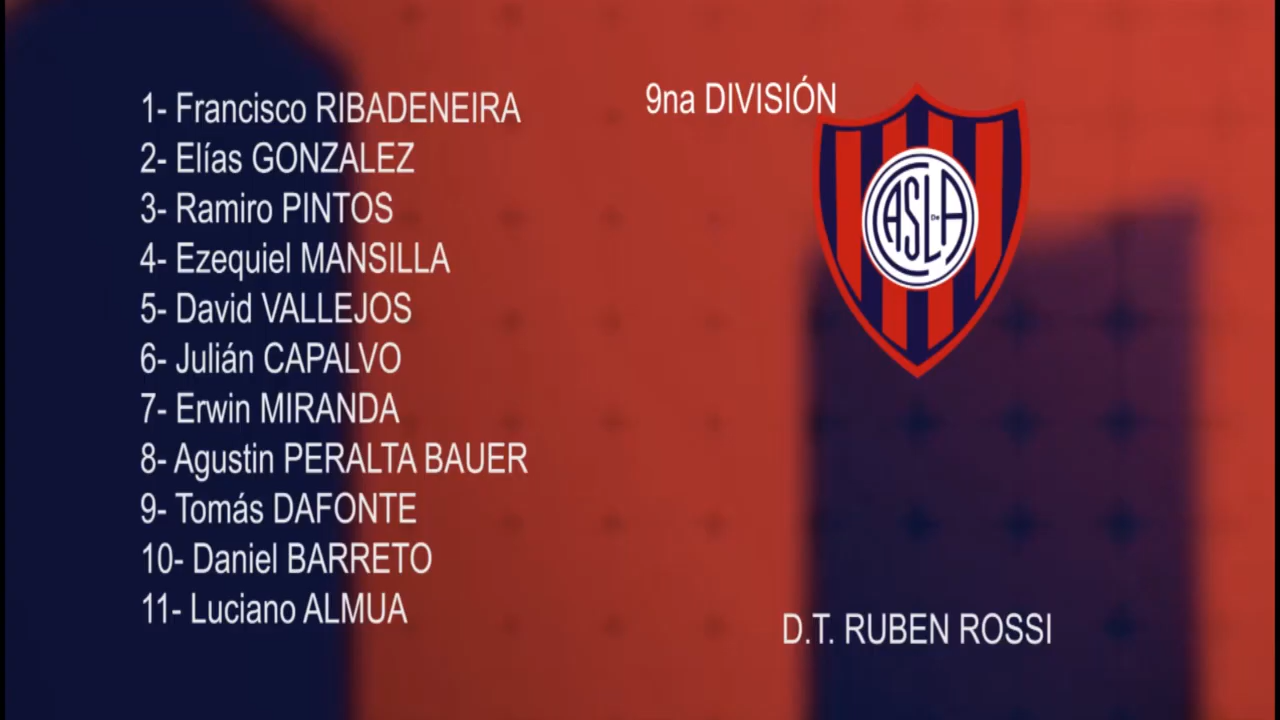 1- Francisco RIBADENEIRA
2- Elías GONZALEZ
3- Ramiro PINTOS
4- Ezequiel MANSILLA
5- David VALLEJOS
6- Julián CAPALVO
7- Erwin MIRANDA
8- Agustin PERALTA BAUER
9- Tomás DAFONTE
10- Daniel BARRETO
11- Luciano ALMUA
9na DIVISIÓN
CASLDeA
D.T. RUBEN ROSSI